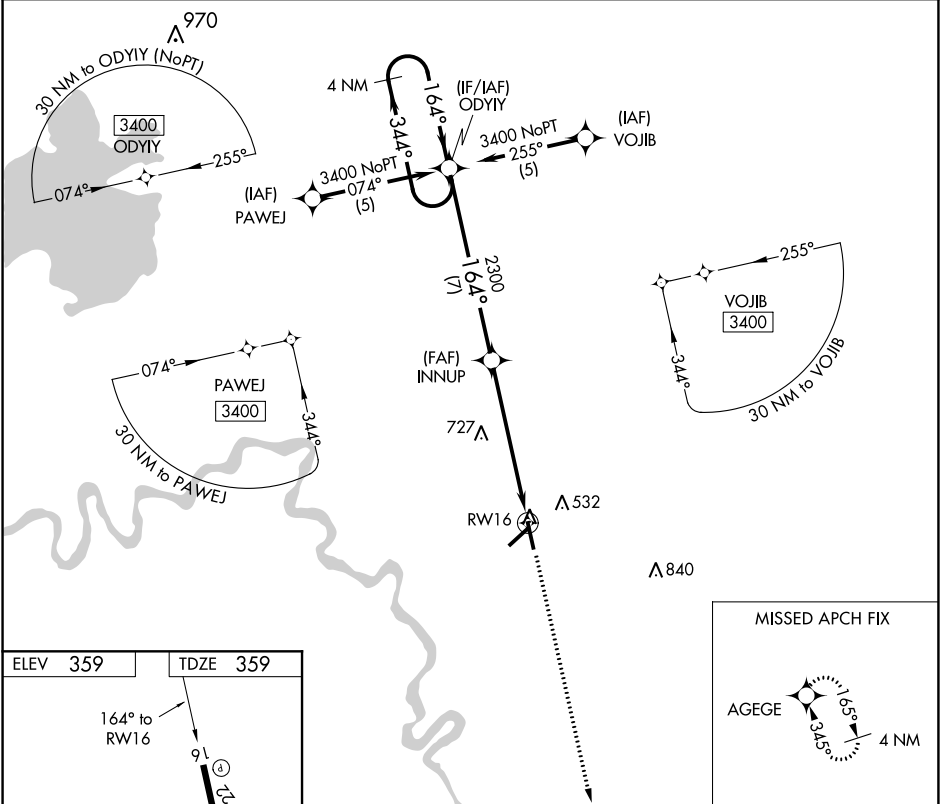 970
30 NM to ODYIY (NoPT)
3400
ODYIY
074°
255°
4 NM
344°
164°
(IF/IAF)
ODYIY
3400 NoPT
255°
(5)
(IAF)
VOJIB
3400 NoPT
074°
(5)
(IAF)
PAWEJ
2300
164°
(7)
255°
VOJIB
3400
344°
30 NM to VOJIB
074°
PAWEJ
3400
344°
30 NM to PAWEJ
(FAF)
INNUP
727
532
RW16
840
ELEV 359
TDZE 359
164° to
RW16
16
P
22
MISSED APCH FIX
AGEGE
165°
345°
4 NM